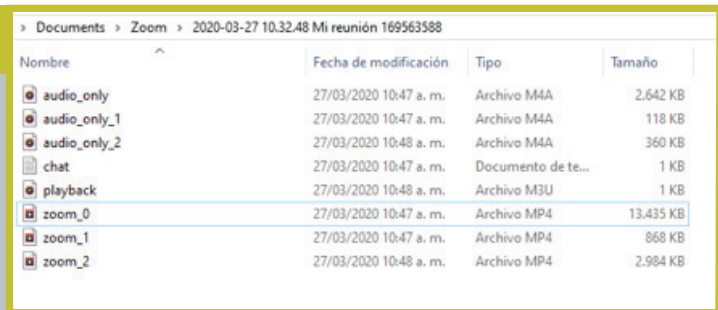 › Documents › Zoom › 2020-03-27 10.32.48 Mi reunión 169563588
Nombre Fecha de modificación Tipo Tamaño
audio_only 27/03/2020 10:47 a. m. Archivo M4A 2.642 KB
audio_only_1 27/03/2020 10:47 a. m. Archivo M4A 118 KB
audio_only_2 27/03/2020 10:48 a. m. Archivo M4A 360 KB
chat 27/03/2020 10:47 a. m. Documento de te... 1 KB
playback 27/03/2020 10:48 a. m. Archivo M3U 1 KB
zoom_0 27/03/2020 10:47 a. m. Archivo MP4 13.435 KB
zoom_1 27/03/2020 10:47 a. m. Archivo MP4 868 KB
zoom_2 27/03/2020 10:48 a. m. Archivo MP4 2.984 KB